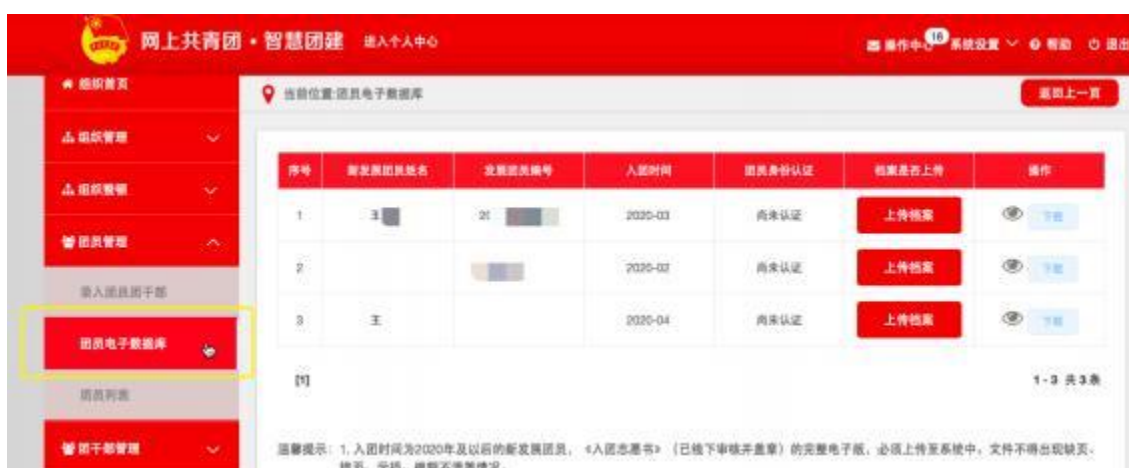 网上共青团·智慧团建 进入个人中心
操作中心 16 系统设置 帮助 退出
组织首页
当前位置:团员电子数据库
返回上一页
组织管理
组织整顿
团员管理
录入团员团干部
团员电子数据库
团员列表
团干部管理
序号 新发展团员姓名 发展团员编号 入团时间 团员身份认证 档案是否上传 操作
1 王 20 2020-03 尚未认证 上传档案 下载
2 2020-02 尚未认证 上传档案 下载
3 王 2020-04 尚未认证 上传档案 下载
[1]
1-3 共3条
温馨提示：1. 入团时间为2020年及以后的新发展团员，《入团志愿书》（已线下审核并盖章）的完整电子版，必须上传至系统中，文件不得出现缺页、